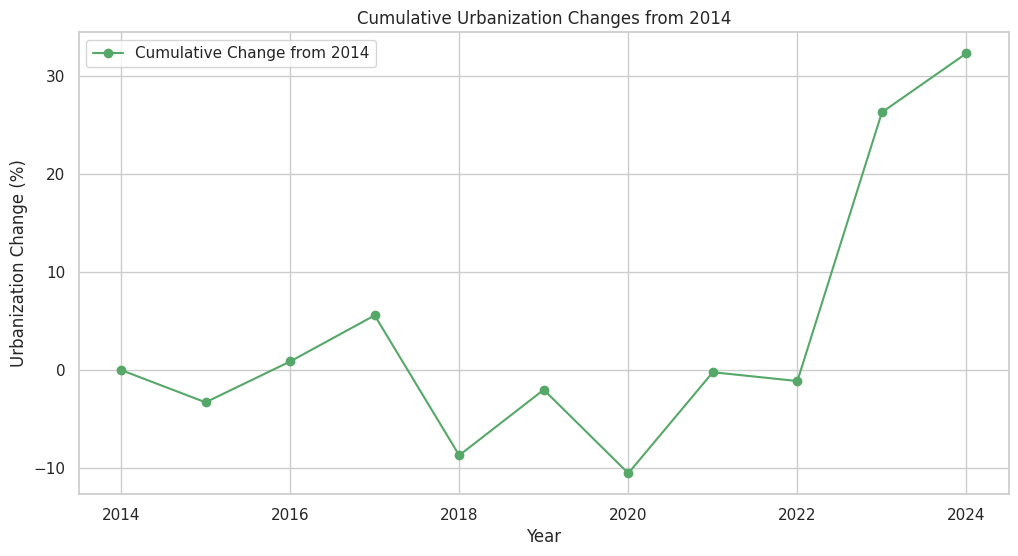 Cumulative Urbanization Changes from 2014
Cumulative Change from 2014
Urbanization Change (%)
30
20
10
0
−10
2014 2016 2018 2020 2022 2024
Year